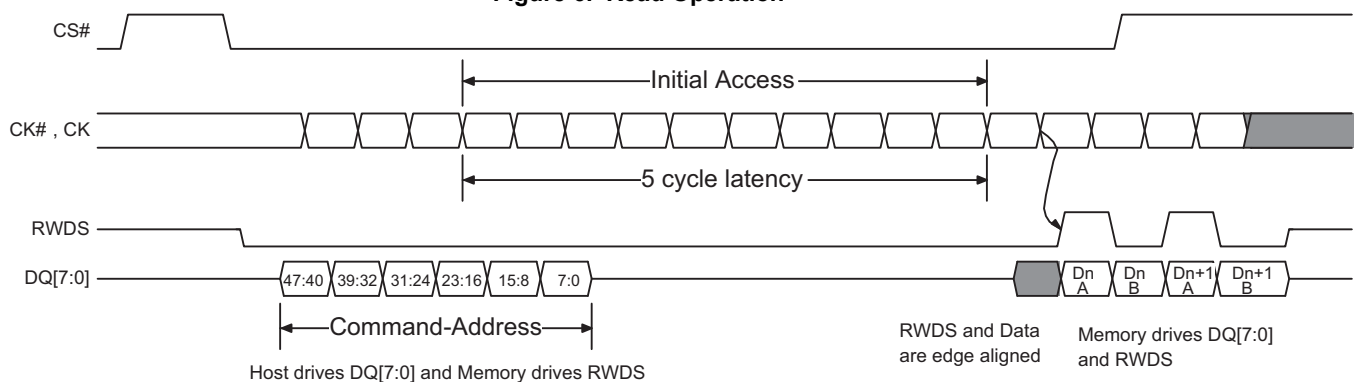 Figure 6. Read Operation
CS#
Initial Access
CK# , CK
5 cycle latency
RWDS
DQ[7:0]
47:40 39:32 31:24 23:16 15:8 7:0
Dn A
Dn B
Dn+1 A
Dn+1 B
Command-Address
RWDS and Data
are edge aligned
Memory drives DQ[7:0]
and RWDS
Host drives DQ[7:0] and Memory drives RWDS